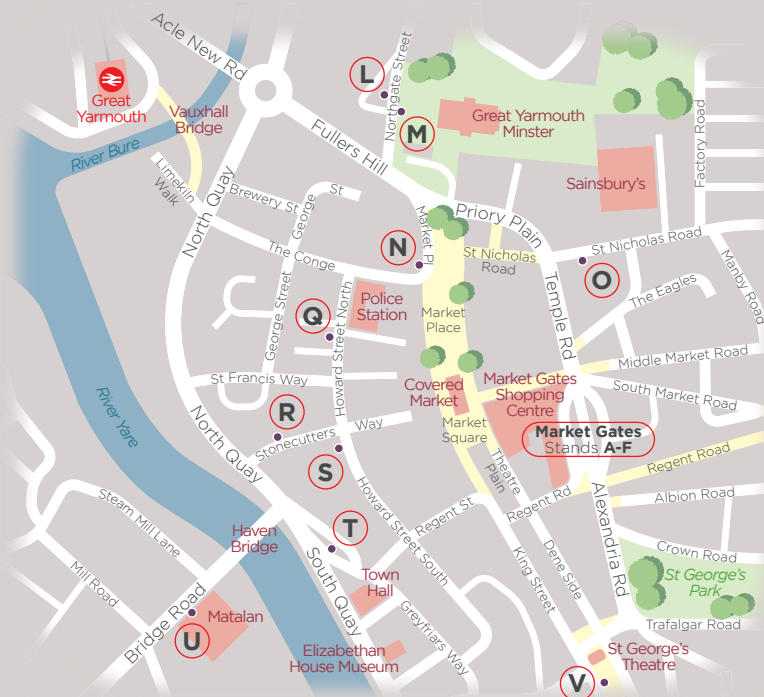 Acle New Rd
L
Northgate Street
Great
Yarmouth
Vauxhall
Bridge
M
Great Yarmouth
Minster
Fullers Hill
River Bure
Factory Road
Sainsbury's
Limekiln
Walk
North Quay
Brewery St
George
St
Market Pl
Priory Plain
St Nicholas Road
St Nicholas
Road
N
The Conge
O
Manby Road
The Eagles
Temple Rd
George Street
Police
Station
Q
Howard Street North
Market
Place
Middle Market Road
St Francis Way
Covered
Market
Market Gates
Shopping
Centre
South Market Road
River Yare
R
North Quay
Stonecutters Way
Market
Square
Market Gates
Stands A-F
S
Theatre
Plain
Regent Road
Steam Mill Lane
Howard Street South
Regent St
Regent Rd
Alexandria Rd
Albion Road
T
Haven
Bridge
King Street
Dene Side
Crown Road
Mill Road
South Quay
Town
Hall
St George's
Park
Bridge Road
Matalan
Greyfriars Way
Trafalgar Road
U
Elizabethan
House Museum
St George's
Theatre
V